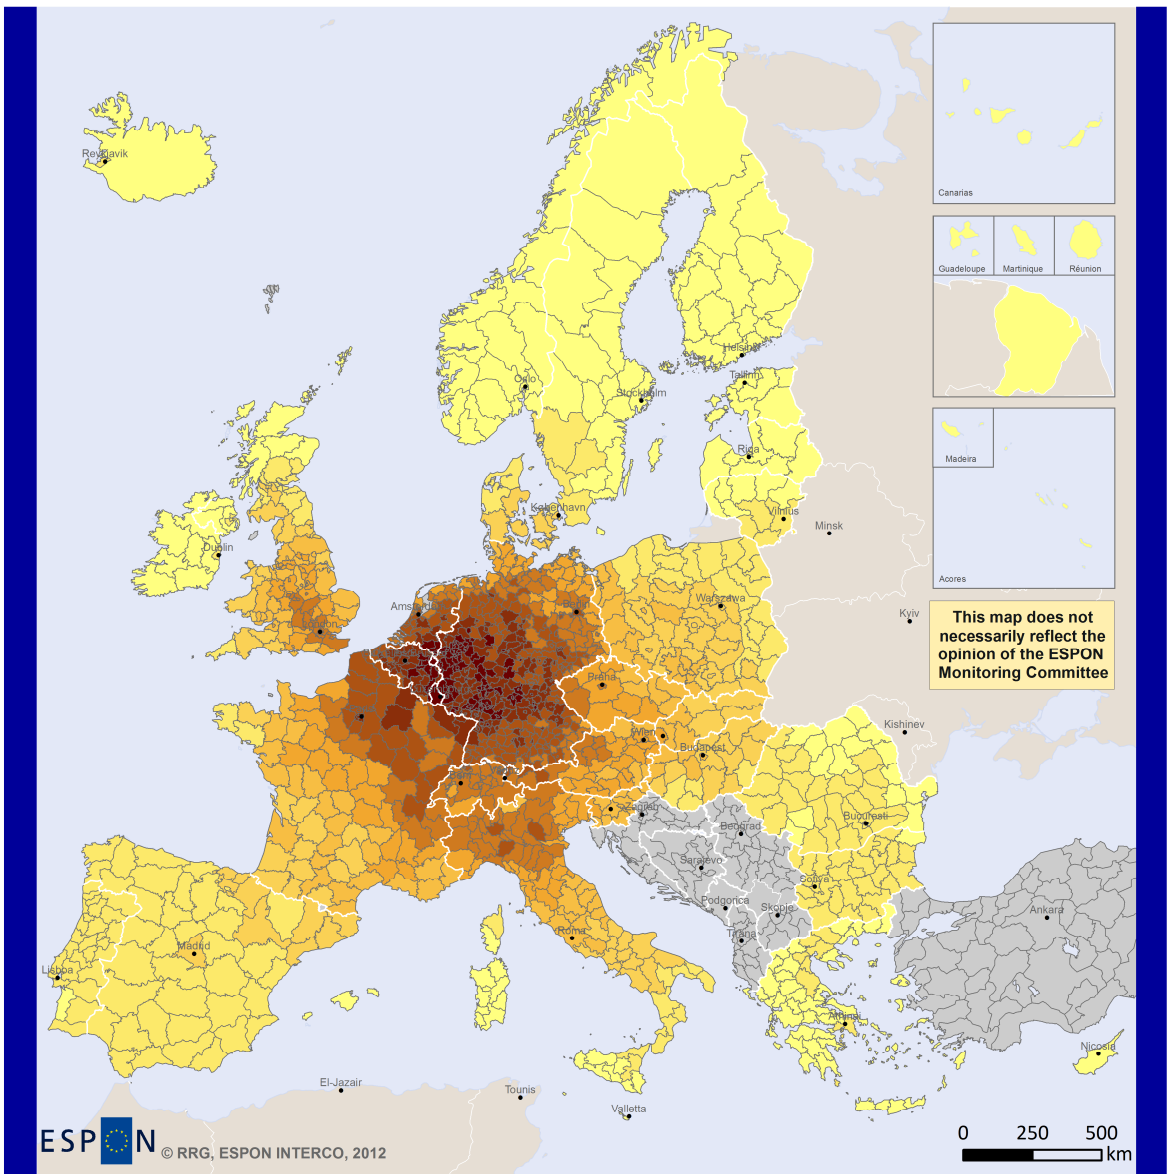 Canarias
Reykjavik
Guadeloupe
Martinique
Réunion
Helsinki
Tallinn
Oslo
Stockholm
Riga
Madeira
København
Vilnius
Minsk
Dublin
Acores
Warszawa
Kyiv
London
This map does not
necessarily reflect the
opinion of the ESPON
Monitoring Committee
Praha
Kishinev
Wien
Budapest
Bern
Zagreb
Bucuresti
Beograd
Sarajevo
Sofiya
Podgorica
Skopje
Ankara
Roma
Tirana
Madrid
Lisboa
Athinai
Nicosia
El-Jazair
Tounis
Valletta
ESPON
© RRG, ESPON INTERCO, 2012
0 250 500
km